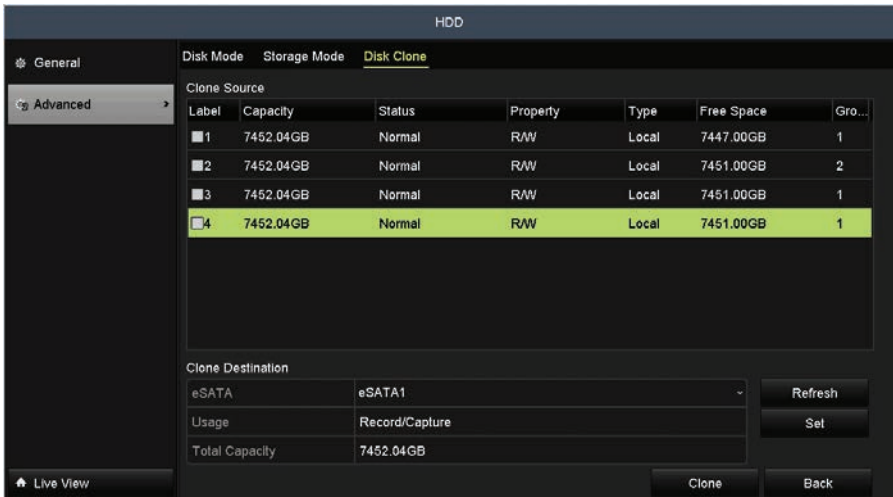 HDD
General
Advanced
Disk Mode Storage Mode Disk Clone
Clone Source
Label Capacity Status Property Type Free Space Gro...
1 7452.04GB Normal R/W Local 7447.00GB 1
2 7452.04GB Normal R/W Local 7451.00GB 2
3 7452.04GB Normal R/W Local 7451.00GB 1
4 7452.04GB Normal R/W Local 7451.00GB 1
Clone Destination
eSATA eSATA1 Refresh
Usage Record/Capture Set
Total Capacity 7452.04GB
Live View Clone Back